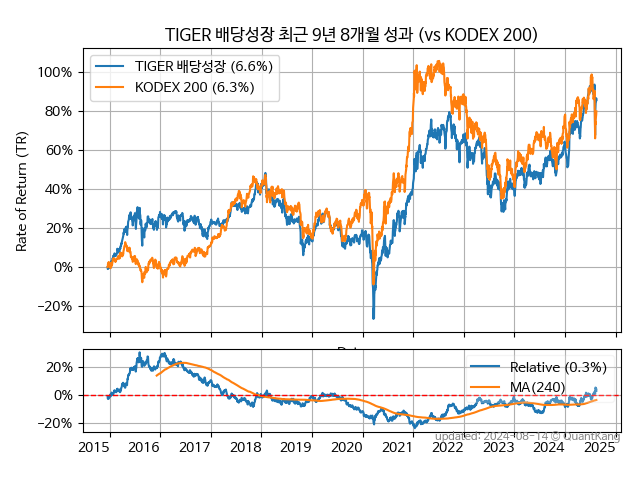 TIGER 배당성장 최근 9년 8개월 성과 (vs KODEX 200)
TIGER 배당성장 (6.6%)
KODEX 200 (6.3%)
Rate of Return (TR)
100%
80%
60%
40%
20%
0%
−20%
Relative (0.3%)
MA(240)
20%
0%
−20%
2015 2016 2017 2018 2019 2020 2021 2022 2023 2024 2025
updated: 2024-08-14 © QuantKang